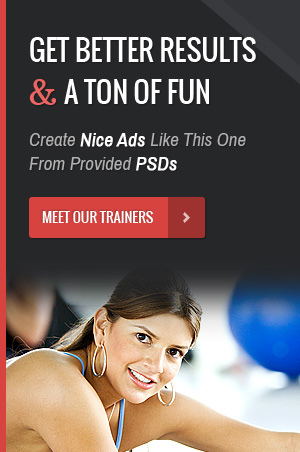 GET BETTER RESULTS
& A TON OF FUN
Create Nice Ads Like This One
From Provided PSDs
MEET OUR TRAINERS